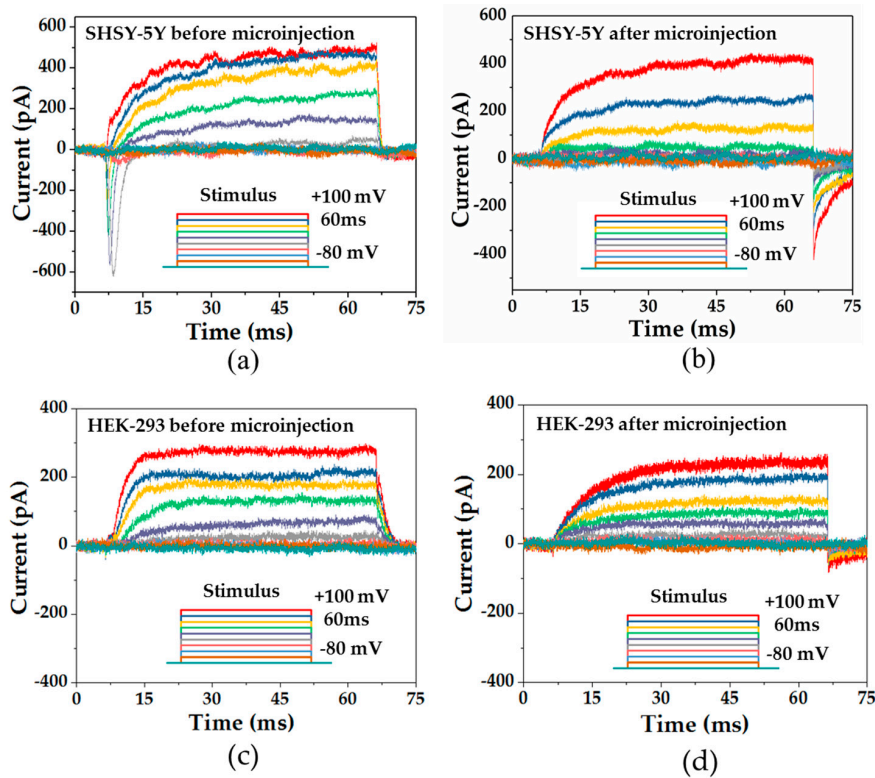 600
SHSY-5Y before microinjection
400
200
0
-200
-400
-600
Current (pA)
Stimulus
+100 mV
60ms
-80 mV
0 15 30 45 60 75
Time (ms)
(a)
600
SHSY-5Y after microinjection
400
200
0
-200
-400
Current (pA)
Stimulus
+100 mV
60ms
-80 mV
0 15 30 45 60 75
Time (ms)
(b)
400
HEK-293 before microinjection
200
0
-200
-400
Current (pA)
Stimulus
+100 mV
60ms
-80 mV
0 15 30 45 60 75
Time (ms)
(c)
400
HEK-293 after microinjection
200
0
-200
-400
Current (pA)
Stimulus
+100 mV
60ms
-80 mV
0 15 30 45 60 75
Time (ms)
(d)